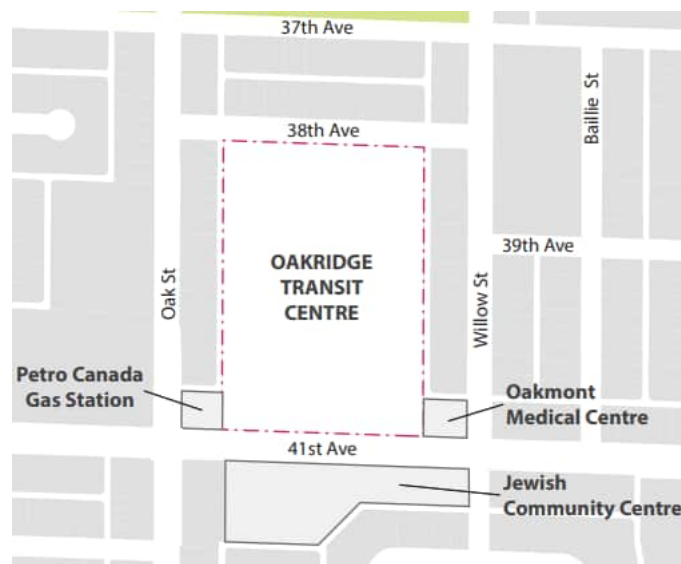 37th Ave
38th Ave
Baillie St
39th Ave
OAKRIDGE
TRANSIT
CENTRE
Oak St
Willow St
Petro Canada
Gas Station
Oakmont
Medical Centre
41st Ave
Jewish
Community Centre